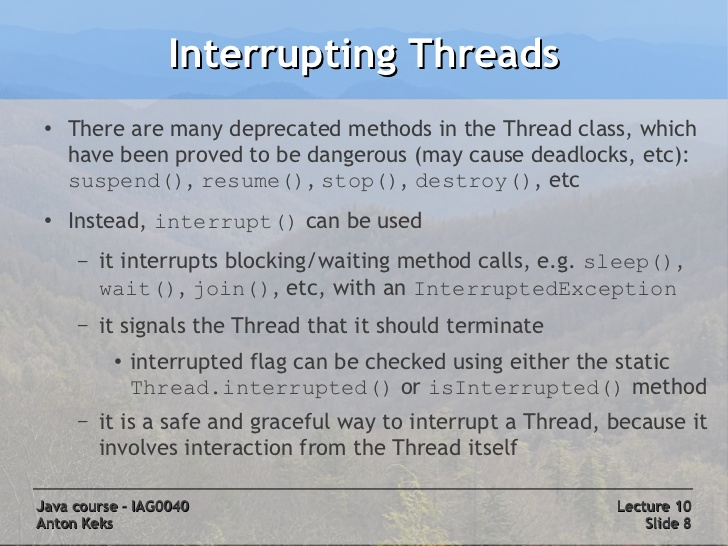 Interrupting Threads
• There are many deprecated methods in the Thread class, which
have been proved to be dangerous (may cause deadlocks, etc):
suspend(), resume(), stop(), destroy(), etc
• Instead, interrupt() can be used
– it interrupts blocking/waiting method calls, e.g. sleep(),
wait(), join(), etc, with an InterruptedException
– it signals the Thread that it should terminate
• interrupted flag can be checked using either the static
Thread.interrupted() or isInterrupted() method
– it is a safe and graceful way to interrupt a Thread, because it
involves interaction from the Thread itself
Java course – IAG0040
Lecture 10
Anton Keks
Slide 8